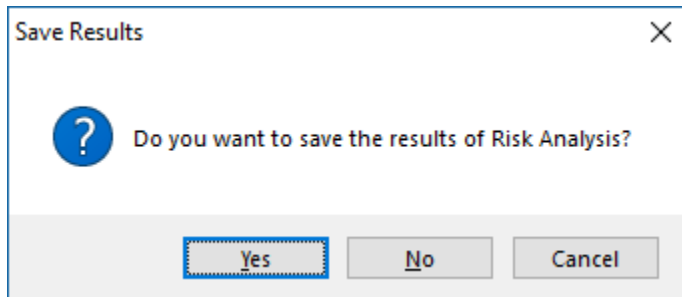 Save Results
Do you want to save the results of Risk Analysis?
Yes
No
Cancel